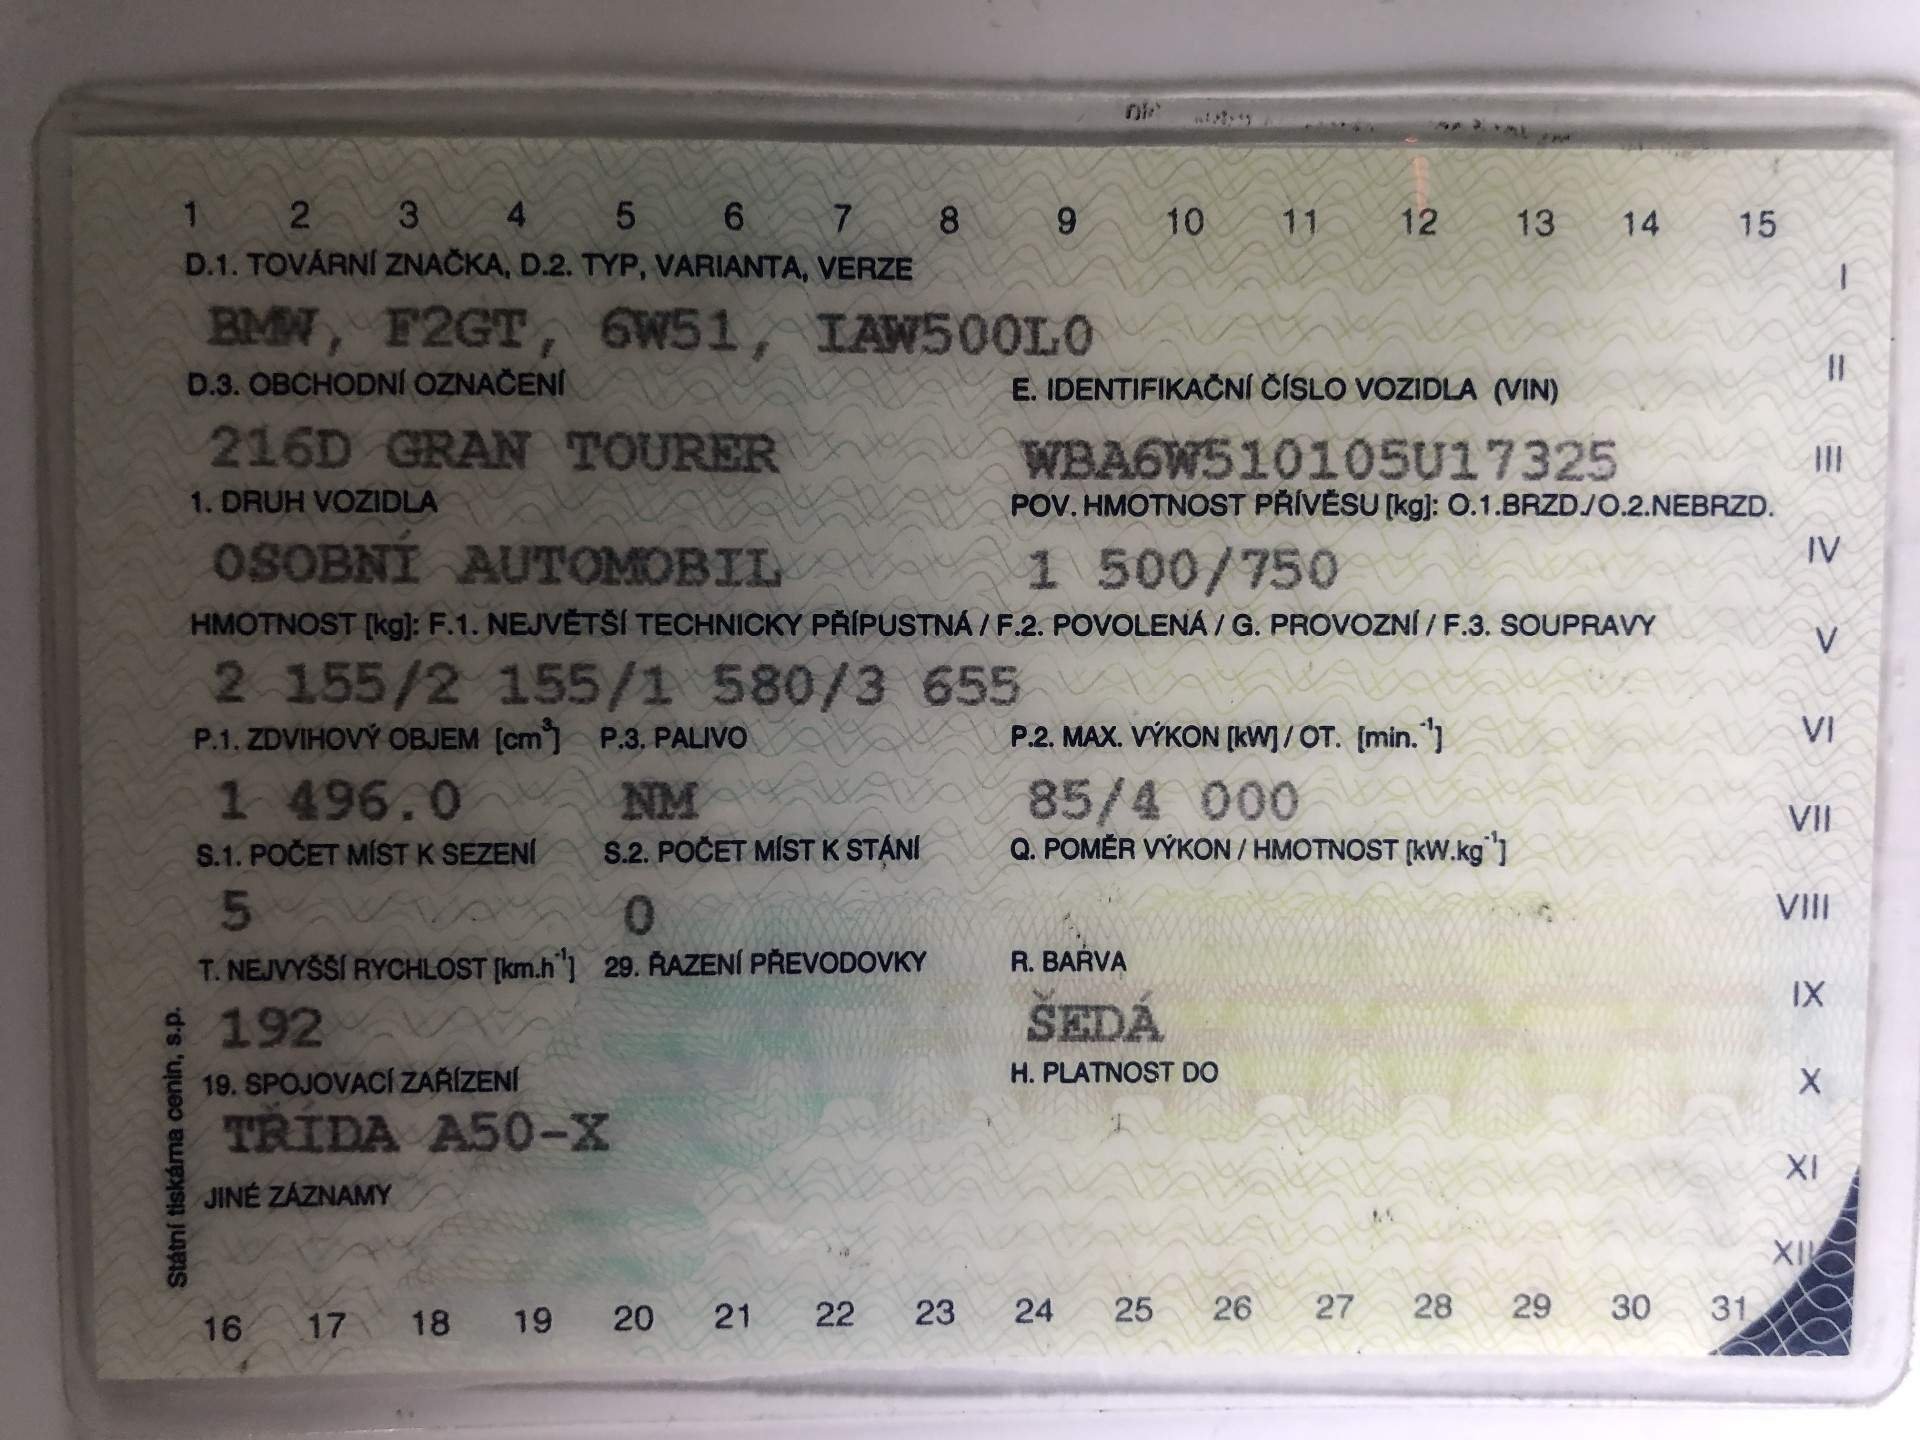 1 2 3 4 5 6 7 8 9 10 11 12 13 14 15
D.1. TOVÁRNÍ ZNAČKA, D.2. TYP, VARIANTA, VERZE
I
BMW, F2GT, 6W51, IAW500L0
D.3. OBCHODNÍ OZNAČENÍ E. IDENTIFIKAČNÍ ČÍSLO VOZIDLA (VIN)
II
216D GRAN TOURER WBA6W510105U17325
III
1. DRUH VOZIDLA POV. HMOTNOST PŘÍVĚSU [kg]: O.1.BRZD./O.2.NEBRZD.
OSOBNÍ AUTOMOBIL 1 500/750
IV
HMOTNOST [kg]: F.1. NEJVĚTŠÍ TECHNICKY PŘÍPUSTNÁ / F.2. POVOLENÁ / G. PROVOZNÍ / F.3. SOUPRAVY
V
2 155/2 155/1 580/3 655
P.1. ZDVIHOVÝ OBJEM [cm³] P.3. PALIVO P.2. MAX. VÝKON [kW] / OT. [min.⁻¹]
VI
1 496.0 NM 85/4 000
VII
S.1. POČET MÍST K SEZENÍ S.2. POČET MÍST K STÁNÍ Q. POMĚR VÝKON / HMOTNOST [kW.kg⁻¹]
5 0
VIII
T. NEJVYŠŠÍ RYCHLOST [km.h⁻¹] 29. ŘAZENÍ PŘEVODOVKY R. BARVA
IX
192 ŠEDÁ
19. SPOJOVACÍ ZAŘÍZENÍ H. PLATNOST DO
X
TŘÍDA A50-X
XI
JINÉ ZÁZNAMY
XII
Státní tiskárna cenin, s.p.
16 17 18 19 20 21 22 23 24 25 26 27 28 29 30 31